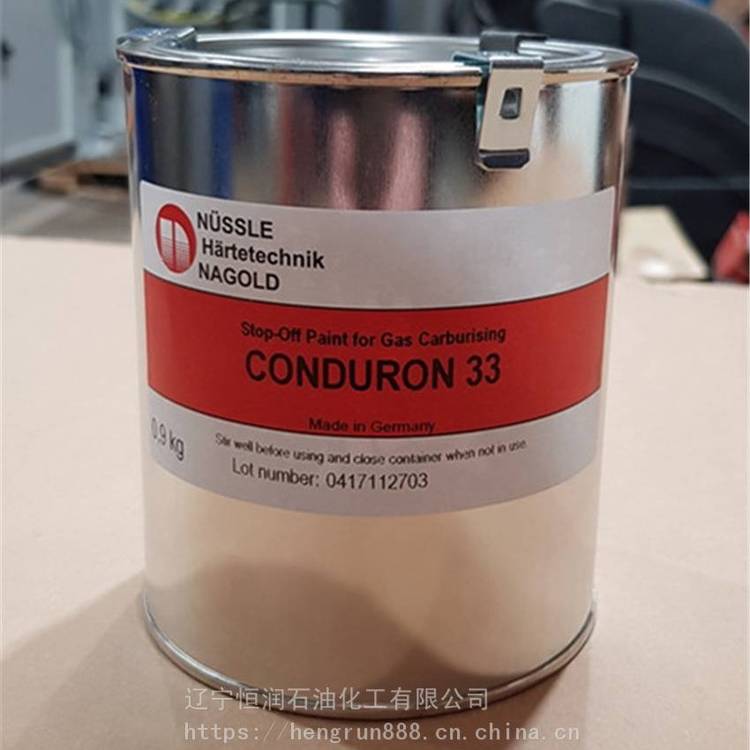 NÜSSLE
Härtetechnik
NAGOLD
Stop-Off Paint for Gas Carburising
CONDURON 33
Made in Germany
0,9 kg
Stir well before using and close container when not in use.
Lot number: 0417112703
辽宁恒润石油化工有限公司
https://hengrun888.cn.china.cn